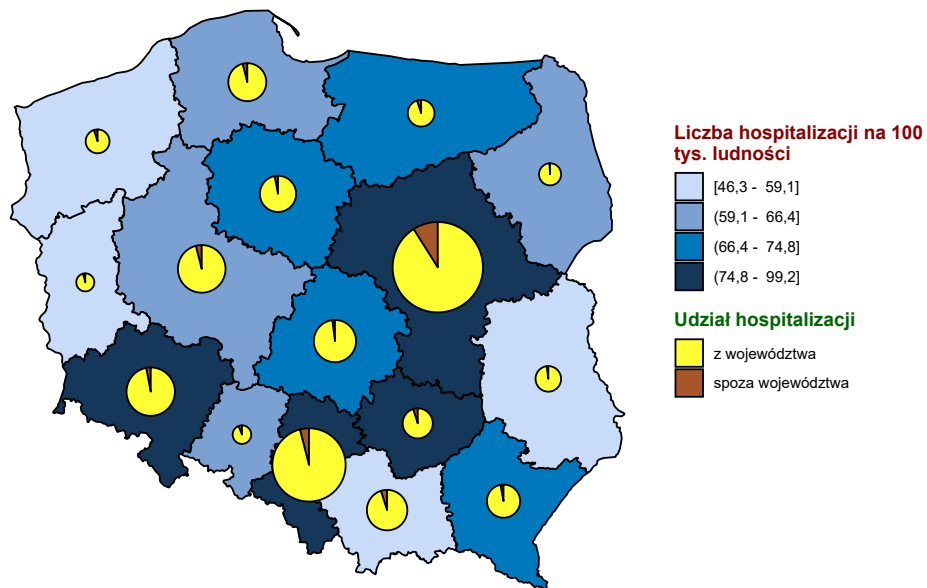 Liczba hospitalizacji na 100
tys. ludności
[46,3 - 59,1]
(59,1 - 66,4]
(66,4 - 74,8]
(74,8 - 99,2]
Udział hospitalizacji
z województwa
spoza województwa